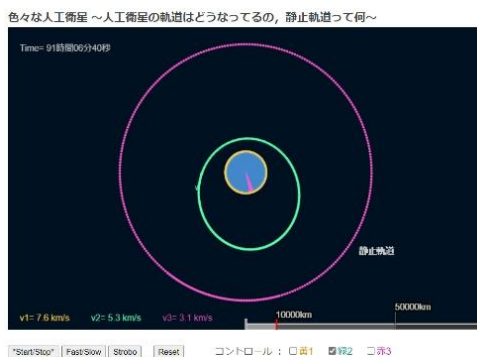 色々な人工衛星 ～人工衛星の軌道はどうなってるの，静止軌道って何～
Time= 91時間06分40秒
静止軌道
v1= 7.6 km/s v2= 5.3 km/s v3= 3.1 km/s
10000km
50000km
"Start/Stop" Fast/Slow Strobo Reset コントロール : 黄1 緑2 赤3